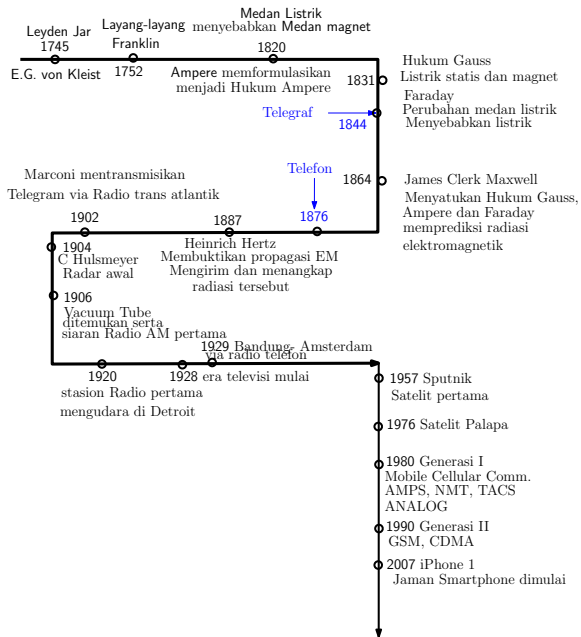 Leyden Jar
1745
E.G. von Kleist
Layang-layang
Franklin
1752
Medan Listrik
menyebabkan Medan magnet
1820
Ampere memformulasikan
menjadi Hukum Ampere
Hukum Gauss
1831 Listrik statis dan magnet
Faraday
Perubahan medan listrik
Menyebabkan listrik
Telegraf
1844
1864 James Clerk Maxwell
Menyatukan Hukum Gauss,
Ampere dan Faraday
memprediksi radiasi
elektromagnetik
Telefon
1876
1887
Heinrich Hertz
Membuktikan propagasi EM
Mengirim dan menangkap
radiasi tersebut
Marconi mentransmisikan
Telegram via Radio trans atlantik
1902
1904
C Hulsmeyer
Radar awal
1906
Vacuum Tube
ditemukan serta
siaran Radio AM pertama
1920
stasion Radio pertama
mengudara di Detroit
1928 era televisi mulai
1929 Bandung- Amsterdam
via radio telefon
1957 Sputnik
Satelit pertama
1976 Satelit Palapa
1980 Generasi I
Mobile Cellular Comm.
AMPS, NMT, TACS
ANALOG
1990 Generasi II
GSM, CDMA
2007 iPhone 1
Jaman Smartphone dimulai